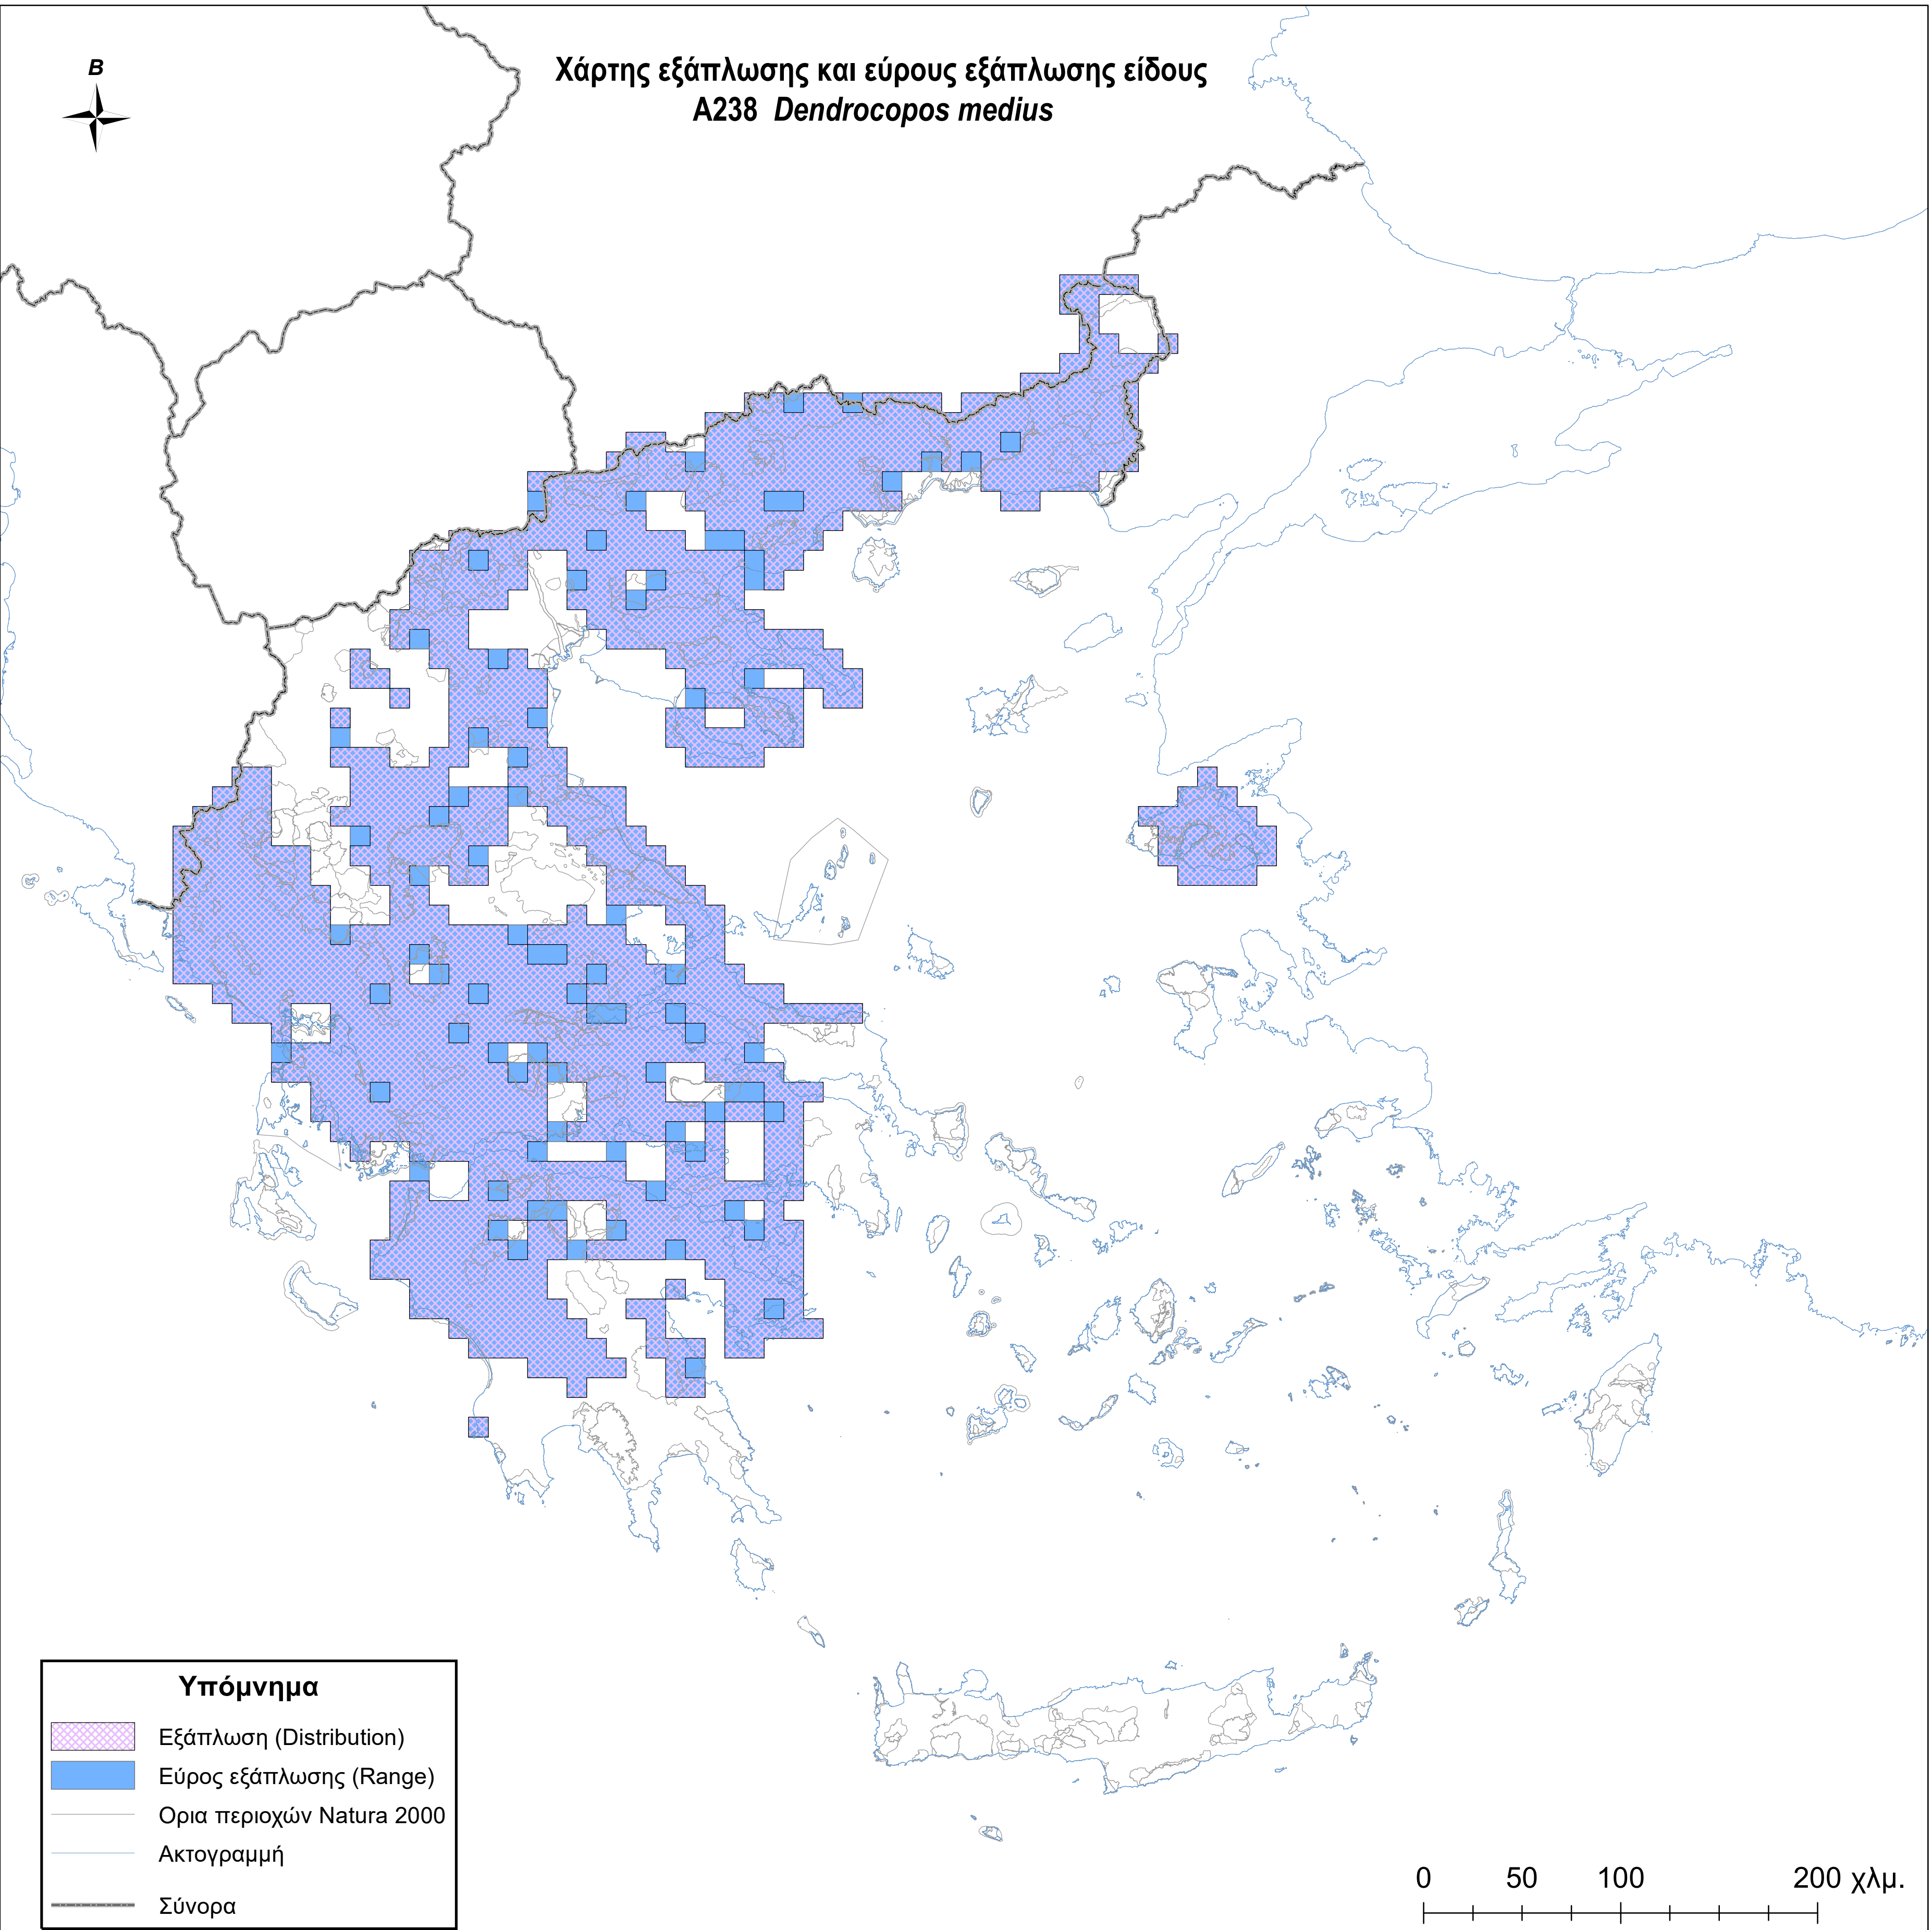 Χάρτης εξάπλωσης και εύρους εξάπλωσης είδους
Α238 Dendrocopos medius
Β
Υπόμνημα
Εξάπλωση (Distribution)
Εύρος εξάπλωσης (Range)
Ορια περιοχών Natura 2000
Ακτογραμμή
Σύνορα
0 50 100 200 χλμ.